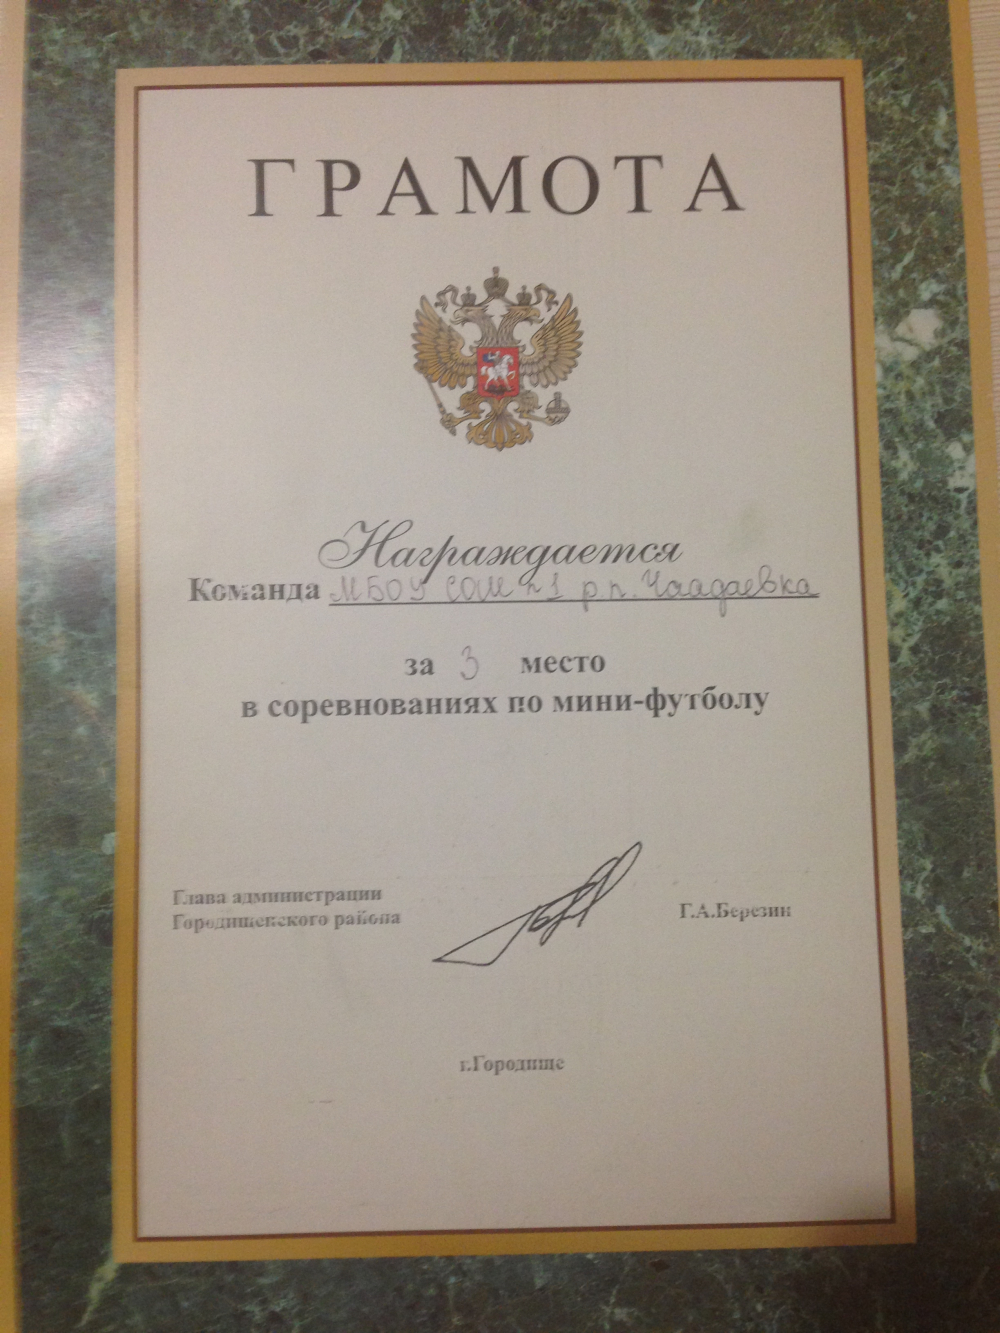 ГРАМОТА
Награждается
Команда МБОУ СОШ №1 р.п. Чаадаевка
за 3 место
в соревнованиях по мини-футболу
Глава администрации
Городищенского района
Г.А.Березин
г.Городище